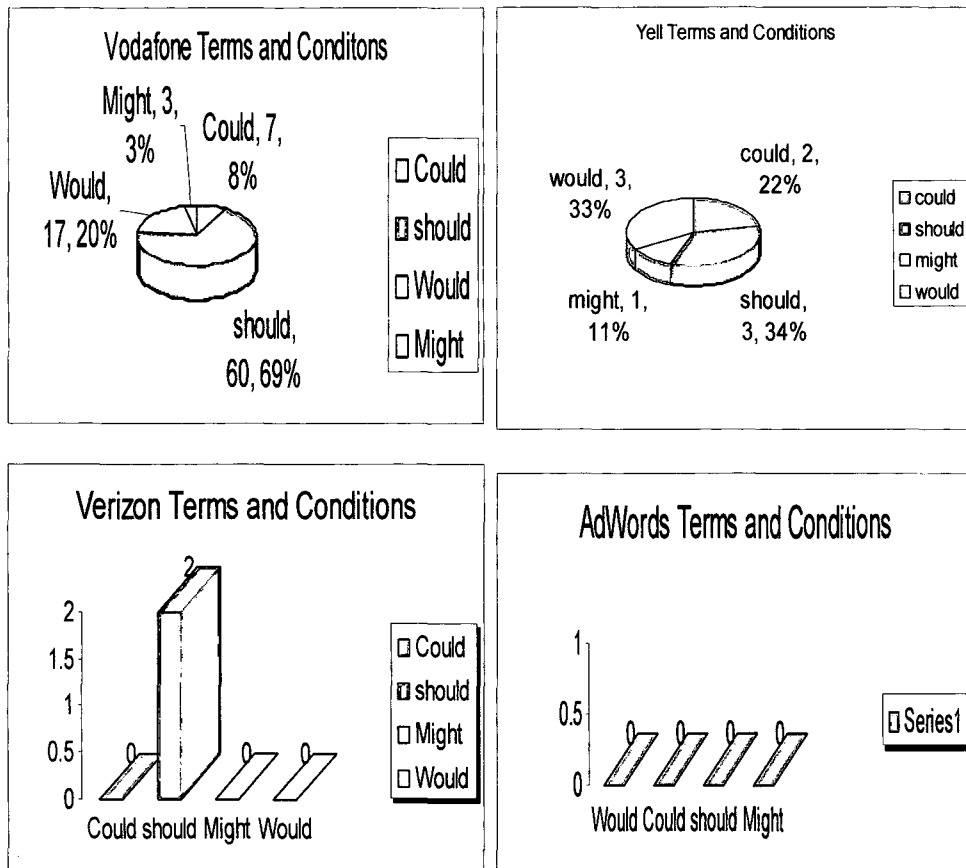 Vodafone Terms and Conditons
Might, 3,
3%
Could, 7,
8%
Would,
17, 20%
should,
60, 69%
Could
should
Would
Might
Yell Terms and Conditions
would, 3,
33%
could, 2,
22%
might, 1,
11%
should,
3, 34%
could
should
might
would
Verizon Terms and Conditions
2
1.5
1
0.5
0
0
2
0
0
Could should Might Would
Could
should
Might
Would
AdWords Terms and Conditions
1
0.5
0
0
0
0
0
Would Could should Might
Series1